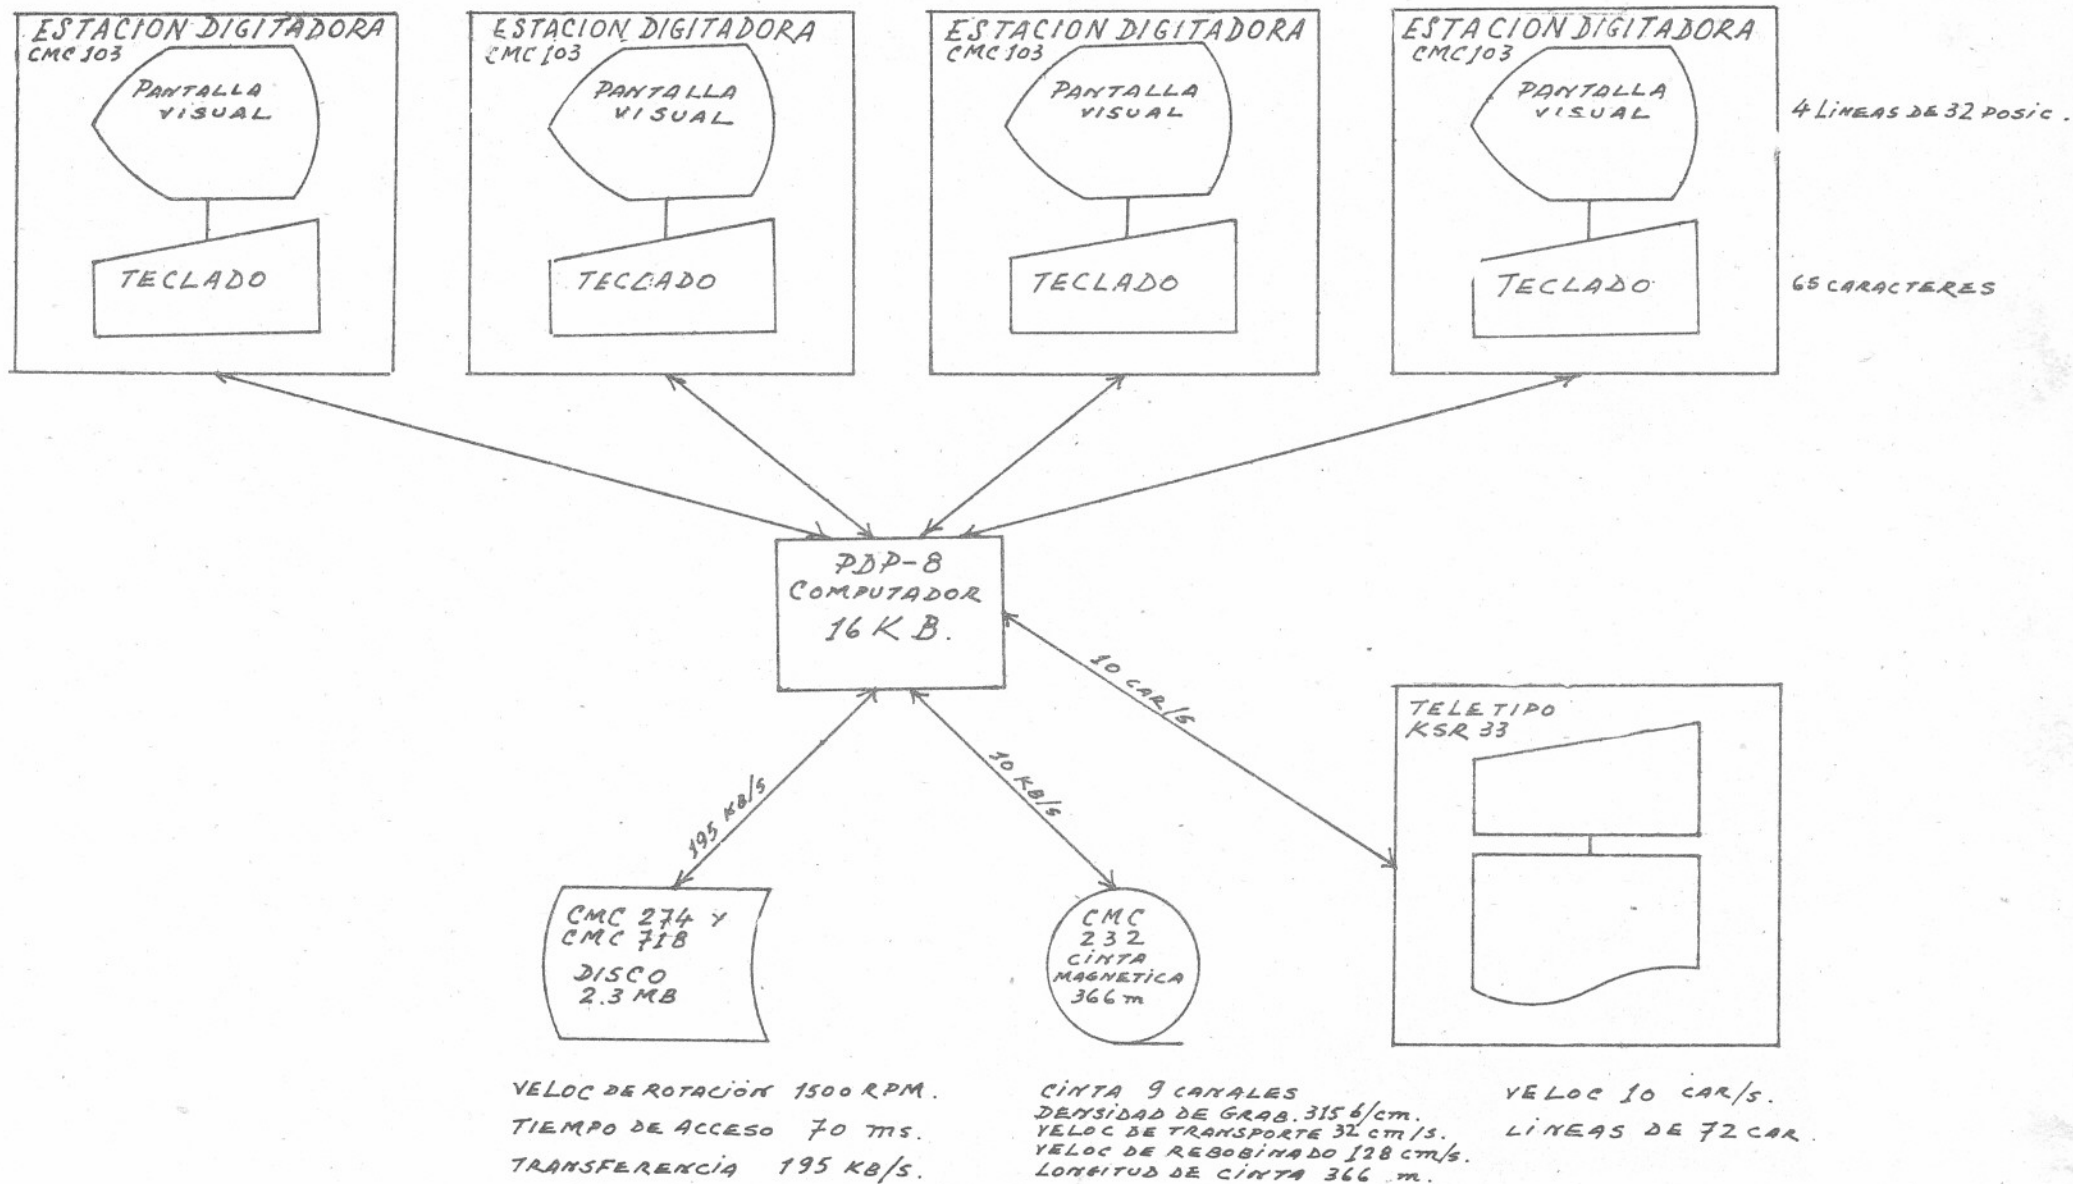 ESTACION DIGITADORA
CMC 103
PANTALLA
VISUAL
TECLADO
ESTACION DIGITADORA
CMC 103
PANTALLA
VISUAL
TECLADO
ESTACION DIGITADORA
CMC 103
PANTALLA
VISUAL
TECLADO
ESTACION DIGITADORA
CMC 103
PANTALLA
VISUAL
TECLADO
4 LINEAS DE 32 POSIC.
65 CARACTERES
PDP-8
COMPUTADOR
16 K B.
10 CAR/S
195 KB/S
10 KB/S
TELETIPO
KSR 33
CMC 274 Y
CMC 718
DISCO
2.3 MB
CMC
232
CINTA
MAGNETICA
366 m
VELOC DE ROTACIÓN 1500 RPM.
TIEMPO DE ACCESO 70 ms.
TRANSFERENCIA 195 KB/S.
CINTA 9 CANALES
DENSIDAD DE GRAB. 315 b/cm.
VELOC DE TRANSPORTE 32 cm/s.
VELOC DE REBOBINADO 128 cm/s.
LONGITUD DE CINTA 366 m.
VELOC 10 CAR/s.
LINEAS DE 72 CAR.